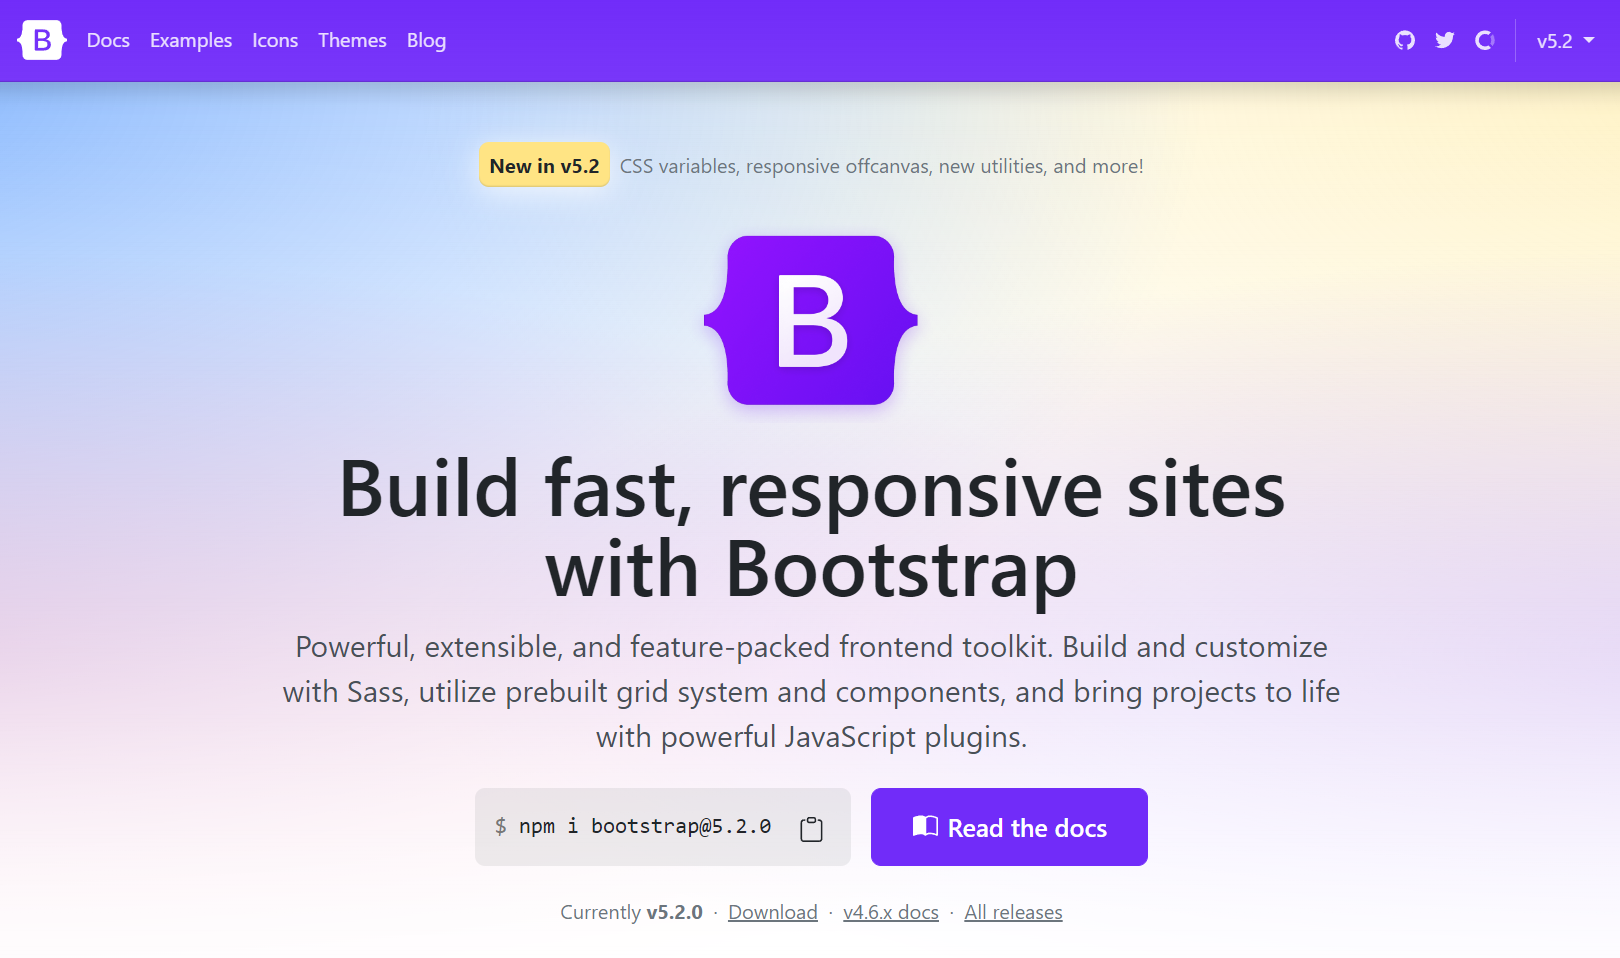 B Docs Examples Icons Themes Blog v5.2
New in v5.2 CSS variables, responsive offcanvas, new utilities, and more!
B
Build fast, responsive sites
with Bootstrap
Powerful, extensible, and feature-packed frontend toolkit. Build and customize
with Sass, utilize prebuilt grid system and components, and bring projects to life
with powerful JavaScript plugins.
$ npm i bootstrap@5.2.0 Read the docs
Currently v5.2.0 · Download · v4.6.x docs · All releases